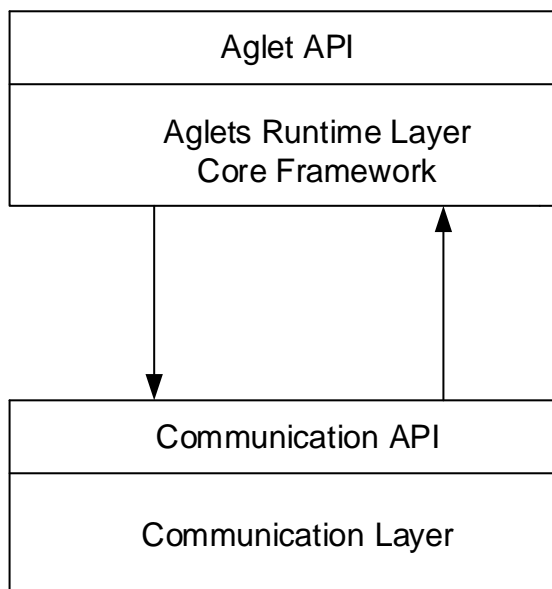 Aglet API
Aglets Runtime Layer
Core Framework
Communication API
Communication Layer